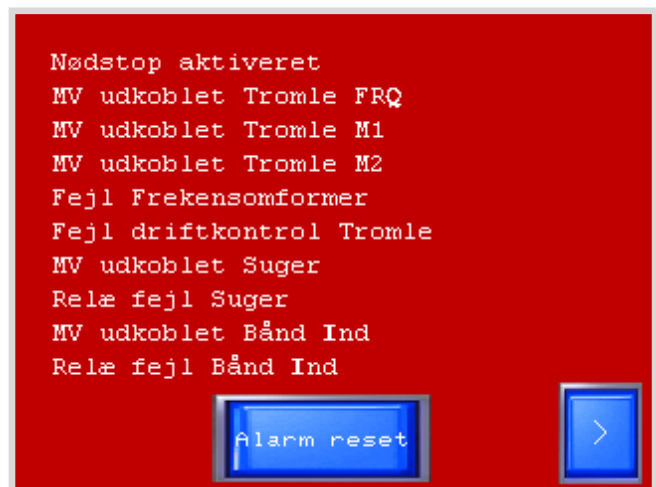 Nødstop aktiveret
MV udkoblet Tromle FRQ
MV udkoblet Tromle M1
MV udkoblet Tromle M2
Fejl Frekensomformer
Fejl driftkontrol Tromle
MV udkoblet Suger
Relæ fejl Suger
MV udkoblet Bånd Ind
Relæ fejl Bånd Ind
Alarm reset
>